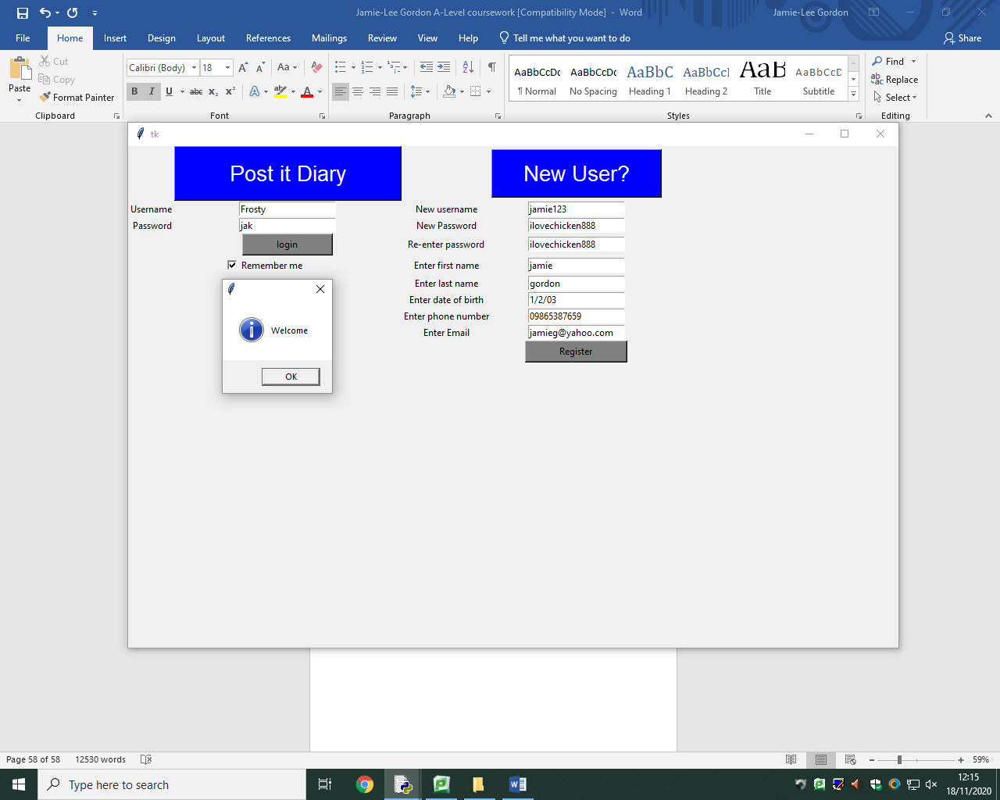 Jamie-Lee Gordon A-Level coursework [Compatibility Mode] - Word
Jamie-Lee Gordon
File Home Insert Design Layout References Mailings Review View Help Tell me what you want to do Share
Paste
Cut
Copy
Format Painter
Clipboard
Calibri (Body) 18
Aa
B I U abc x₂ x² A A
Font
Paragraph
AaBbCcDc AaBbCcDc AaBbC AaBbCcI AaB AaBbCcD
¶ Normal No Spacing Heading 1 Heading 2 Title Subtitle
Styles
Find
Replace
Select
Editing
tk
Post it Diary New User?
Username Frosty New username jamie123
Password jak New Password ilovechicken888
login Re-enter password ilovechicken888
Remember me Enter first name jamie
Enter last name gordon
Enter date of birth 1/2/03
Enter phone number 09865387659
Enter Email jamieg@yahoo.com
Register
Welcome
OK
Page 58 of 58 12530 words 59%
Type here to search
12:15
18/11/2020